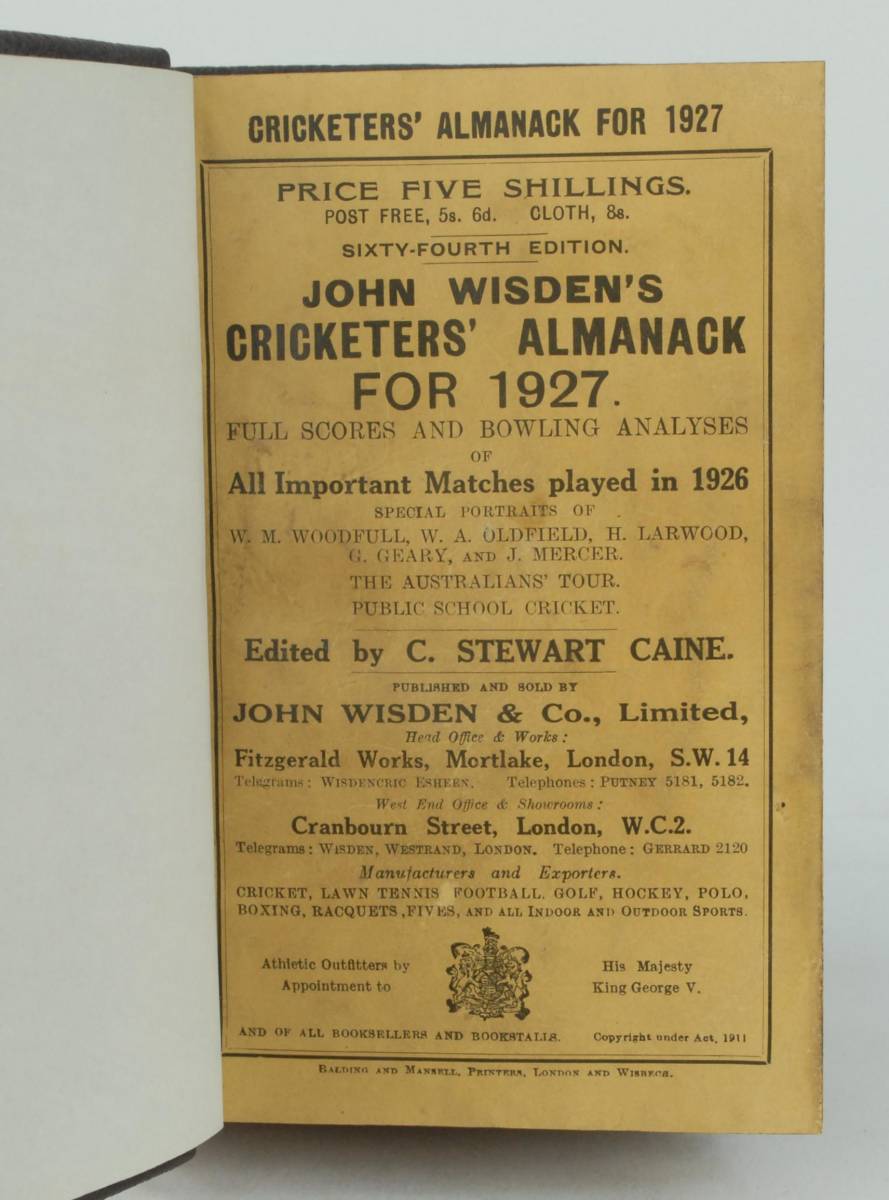 CRICKETERS' ALMANACK FOR 1927
PRICE FIVE SHILLINGS.
POST FREE, 5s. 6d. CLOTH, 8s.
SIXTY-FOURTH EDITION.
JOHN WISDEN'S
CRICKETERS' ALMANACK
FOR 1927.
FULL SCORES AND BOWLING ANALYSES
OF
All Important Matches played in 1926
SPECIAL PORTRAITS OF
W. M. WOODFULL, W. A. OLDFIELD, H. LARWOOD,
G. GEARY, AND J. MERCER.
THE AUSTRALIANS' TOUR.
PUBLIC SCHOOL CRICKET.
Edited by C. STEWART CAINE.
PUBLISHED AND SOLD BY
JOHN WISDEN & Co., Limited,
Head Office & Works:
Fitzgerald Works, Mortlake, London, S.W. 14
Telegrams: WISDENCRIC ESHEEN. Telephones: PUTNEY 5181, 5182.
West End Office & Showrooms:
Cranbourn Street, London, W.C.2.
Telegrams: WISDEN, WESTRAND, LONDON. Telephone: GERRARD 2120
Manufacturers and Exporters.
CRICKET, LAWN TENNIS FOOTBALL, GOLF, HOCKEY, POLO,
BOXING, RACQUETS, FIVES, AND ALL INDOOR AND OUTDOOR SPORTS.
Athletic Outfitters by His Majesty
Appointment to King George V.
AND OF ALL BOOKSELLERS AND BOOKSTALLS. Copyright under Act, 1911
BALDING AND MANSELL, PRINTERS, LONDON AND WISBECH.